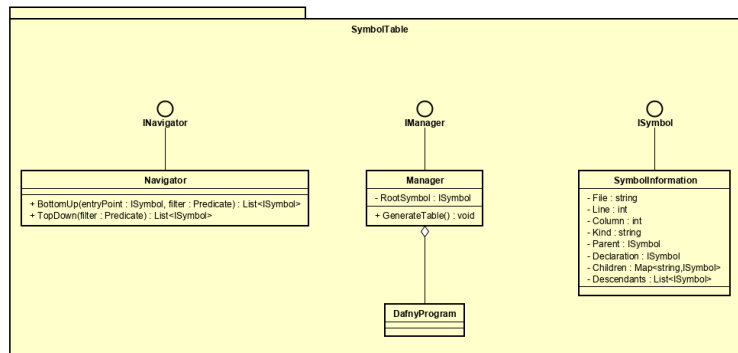 SymbolTable
INavigator
IManager
ISymbol
Navigator
+ BottomUp(entryPoint : ISymbol, filter : Predicate) : List<ISymbol>
+ TopDown(filter : Predicate) : List<ISymbol>
Manager
- RootSymbol : ISymbol
+ GenerateTable() : void
SymbolInformation
- File : string
- Line : int
- Column : int
- Kind : string
- Parent : ISymbol
- Declaration : ISymbol
- Children : Map<string,ISymbol>
- Descendants : List<ISymbol>
DafnyProgram